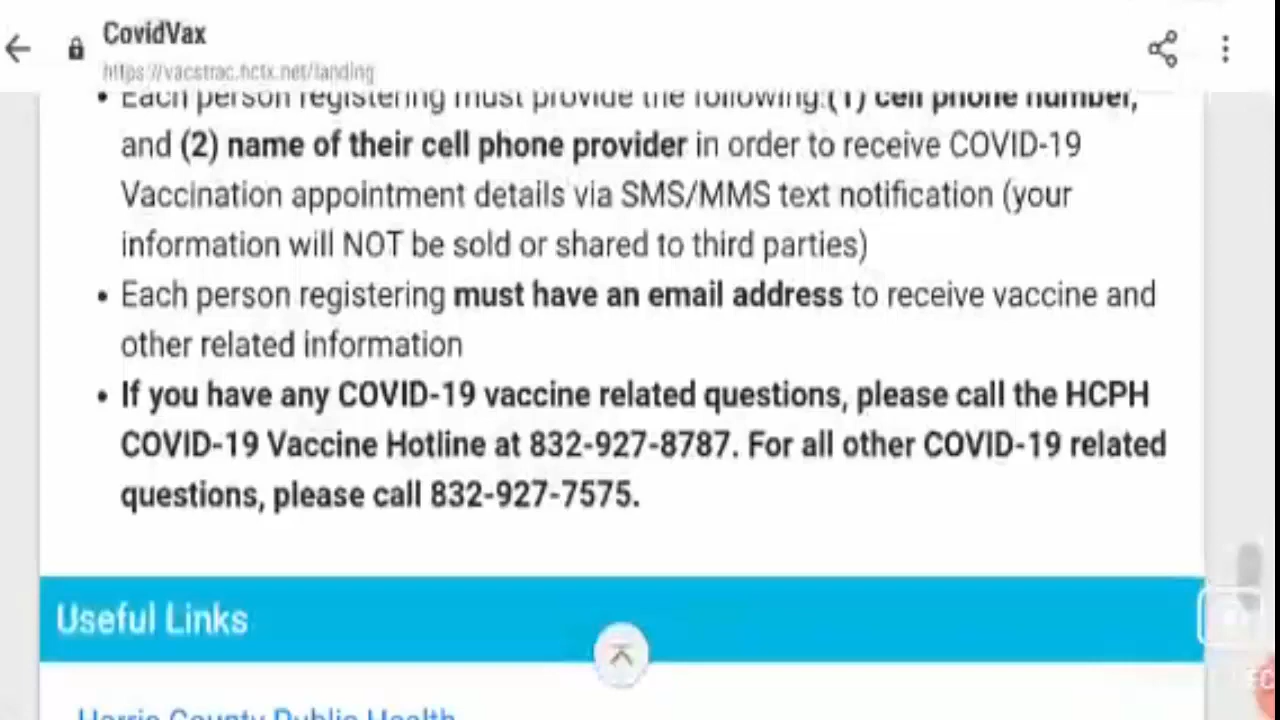 CovidVax
https://vacstrac.hctx.net/landing
• Each person registering must provide the following:(1) cell phone number,
and (2) name of their cell phone provider in order to receive COVID-19
Vaccination appointment details via SMS/MMS text notification (your
information will NOT be sold or shared to third parties)
• Each person registering must have an email address to receive vaccine and
other related information
• If you have any COVID-19 vaccine related questions, please call the HCPH
COVID-19 Vaccine Hotline at 832-927-8787. For all other COVID-19 related
questions, please call 832-927-7575.
Useful Links
Harris County Public Health